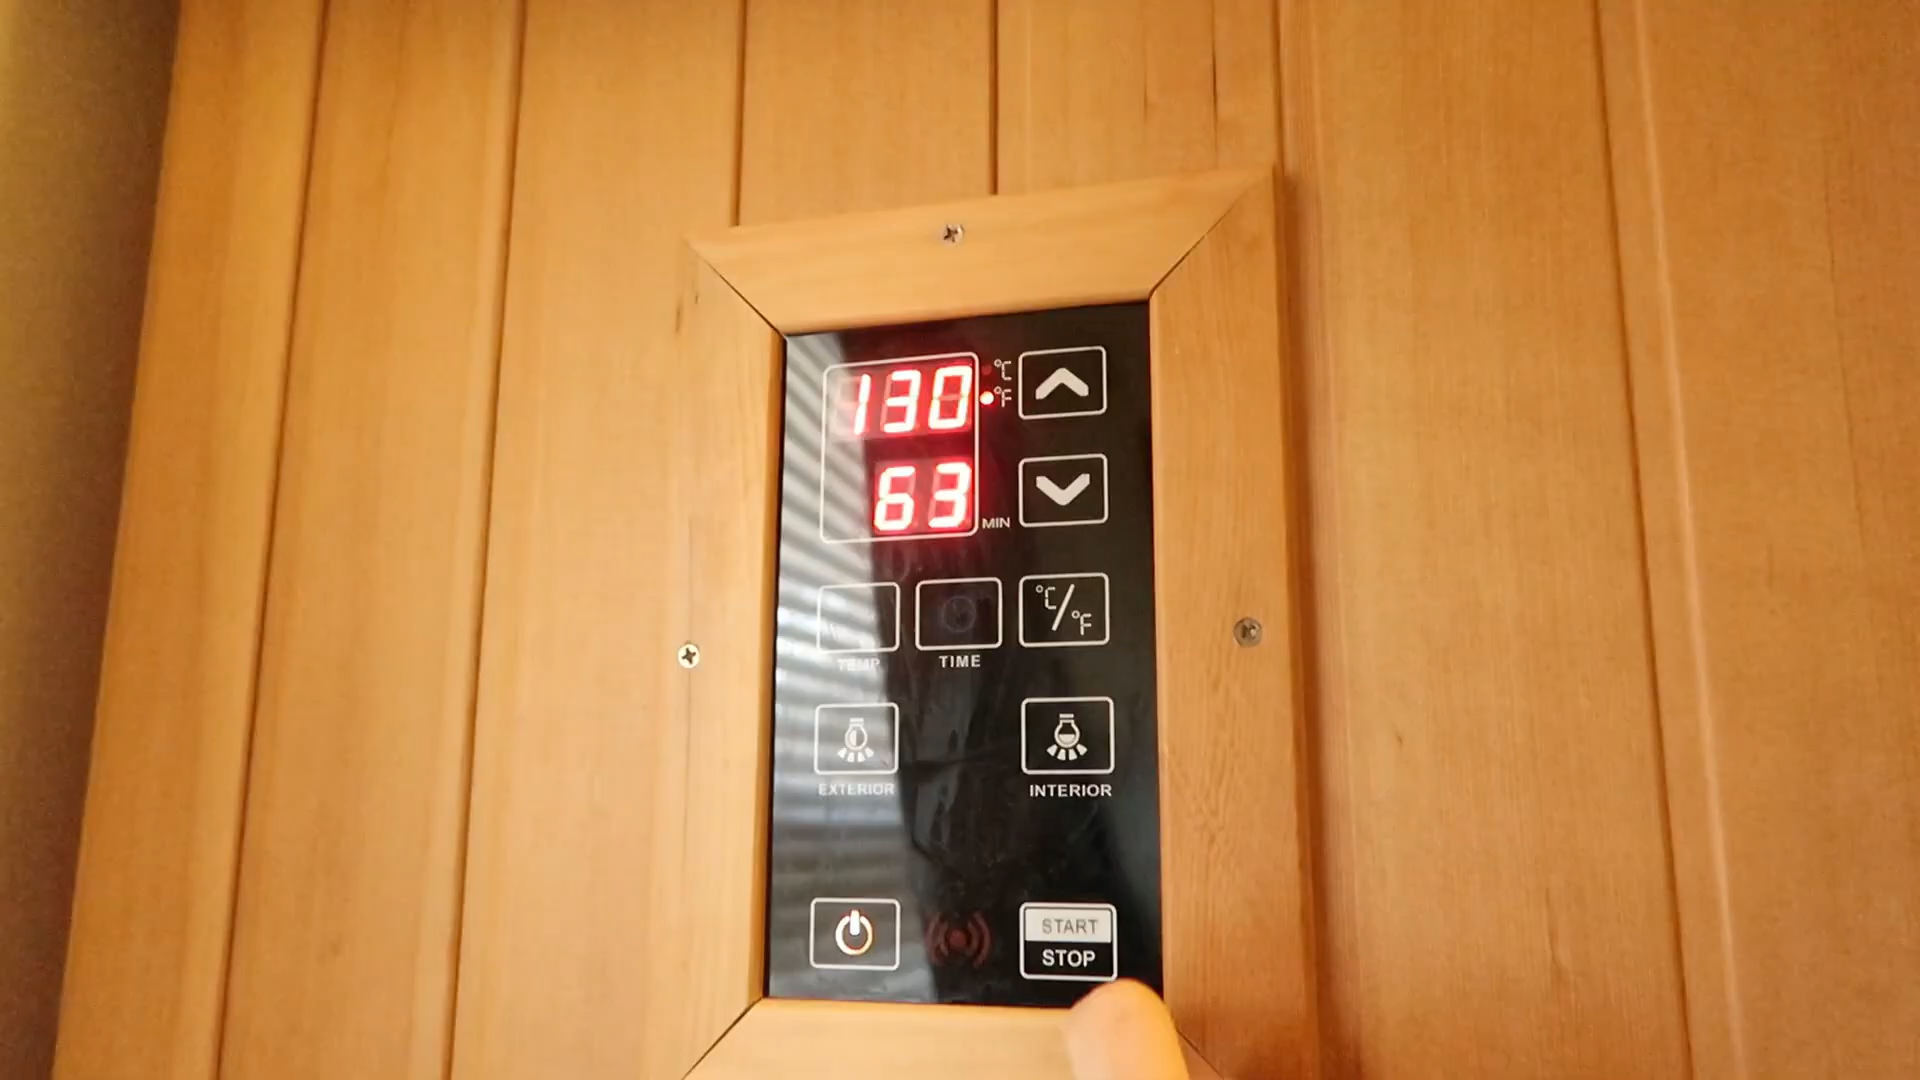 130 °C
°F
63 MIN
°C/°F
TEMP TIME
EXTERIOR INTERIOR
START
STOP